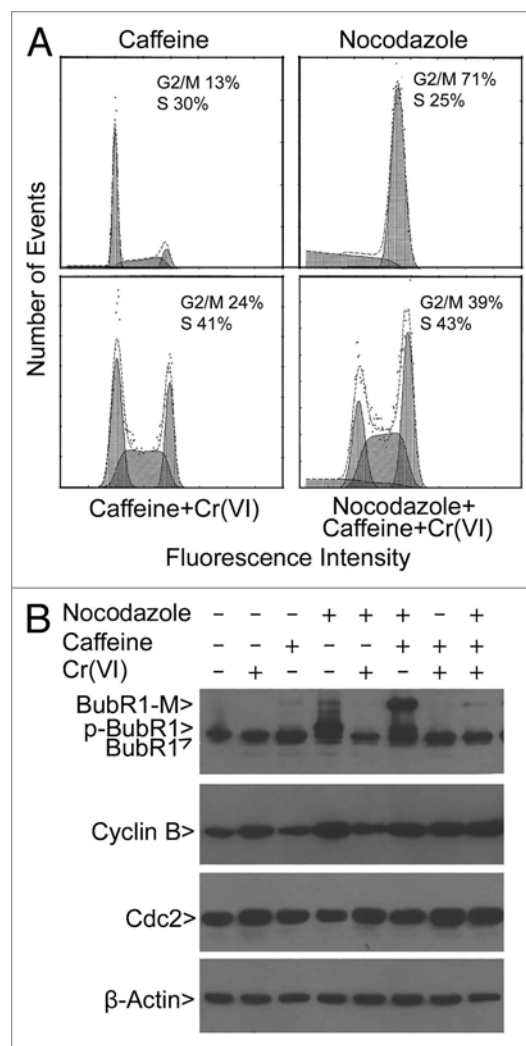 A
Caffeine Nocodazole
G2/M 13%
S 30%
G2/M 71%
S 25%
Number of Events
G2/M 24%
S 41%
G2/M 39%
S 43%
Caffeine+Cr(VI)
Nocodazole+
Caffeine+Cr(VI)
Fluorescence Intensity
B
Nocodazole − − − + + + − +
Caffeine − − + − − + + +
Cr(VI) − + − − + − + +
BubR1-M>
p-BubR1>
BubR1
Cyclin B>
Cdc2>
β-Actin>